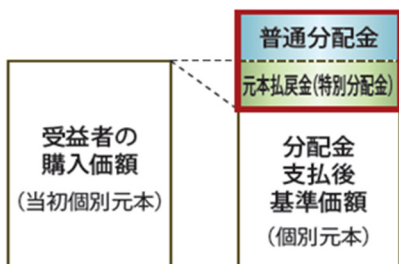 普通分配金
元本払戻金(特別分配金)
受益者の
購入価額
(当初個別元本)
分配金
支払後
基準価額
(個別元本)